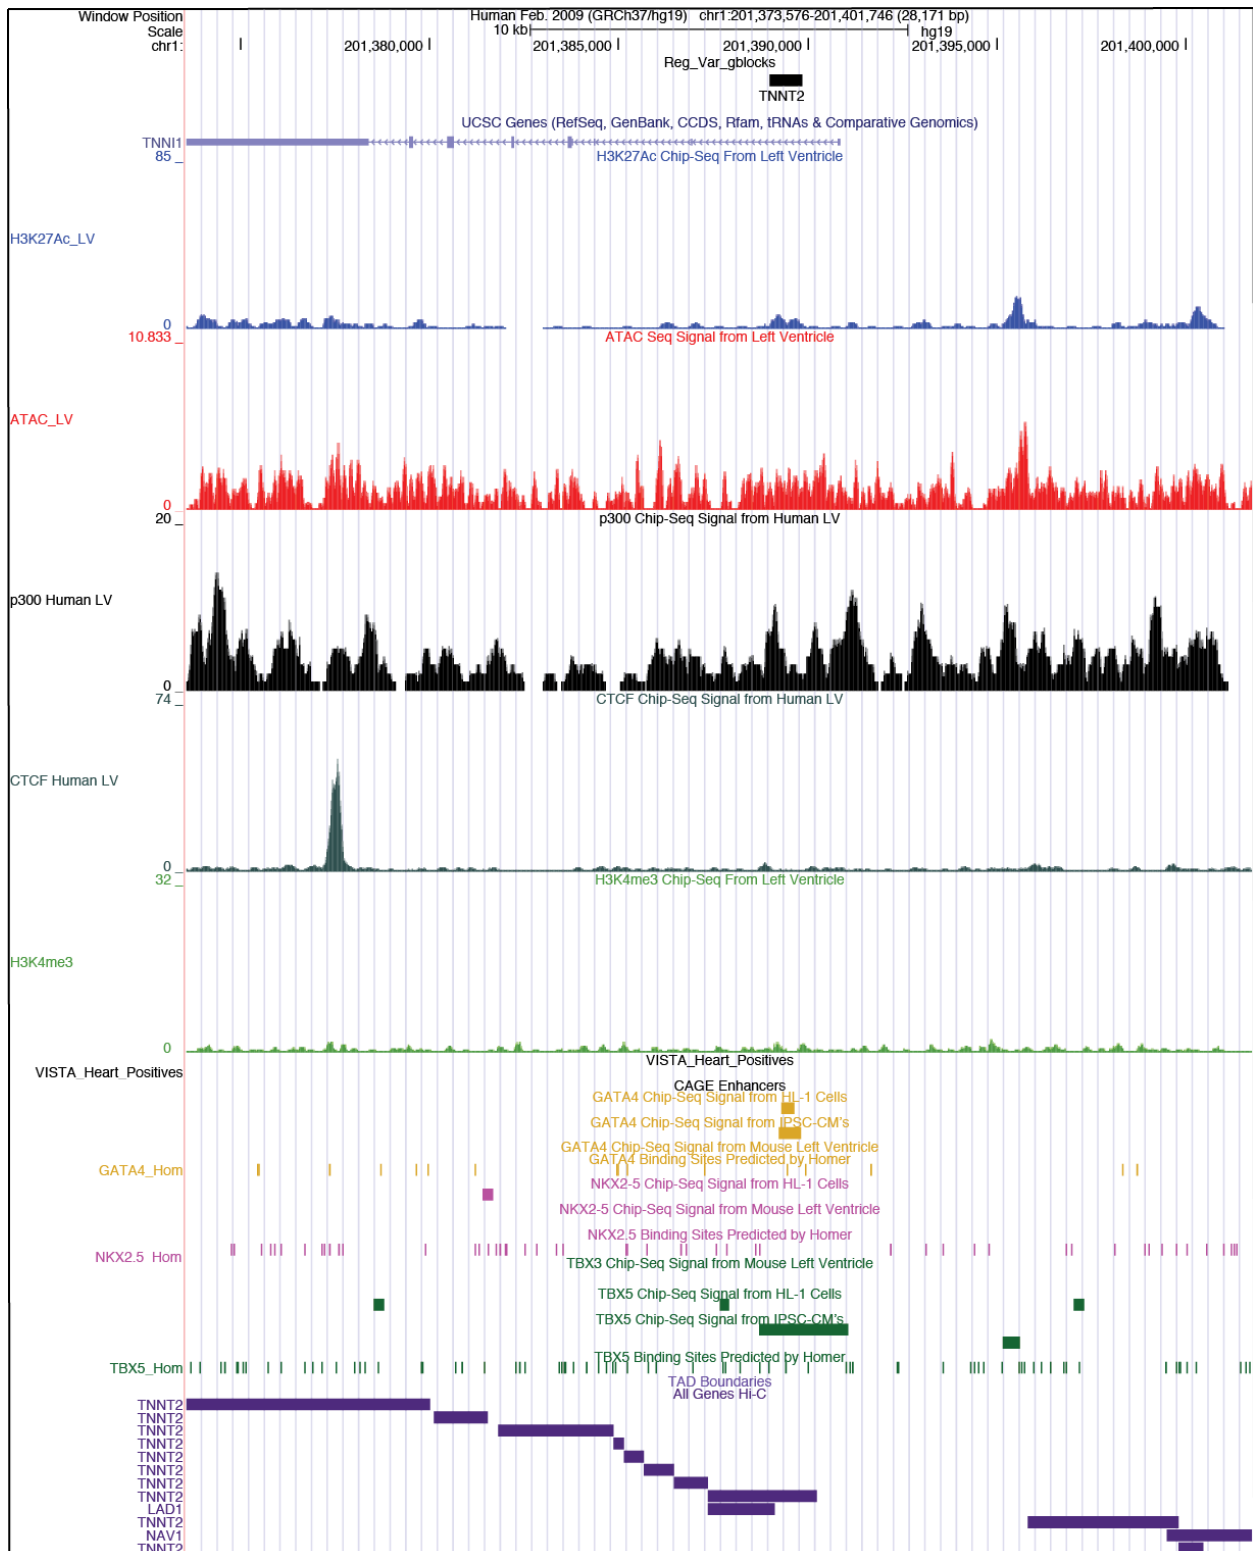 Window Position Human Feb. 2009 (GRCh37/hg19) chr1:201,373,576-201,401,746 (28,171 bp)
Scale 10 kb hg19
chr1: 201,380,000 201,385,000 201,390,000 201,395,000 201,400,000
Reg_Var_gblocks
TNNT2
UCSC Genes (RefSeq, GenBank, CCDS, Rfam, tRNAs & Comparative Genomics)
TNNI1
85 _ H3K27Ac Chip-Seq From Left Ventricle
H3K27Ac_LV
0
10.833 _ ATAC Seq Signal from Left Ventricle
ATAC_LV
0
20 _ p300 Chip-Seq Signal from Human LV
p300 Human LV
0 _
74 _ CTCF Chip-Seq Signal from Human LV
CTCF Human LV
0 _
32 _ H3K4me3 Chip-Seq From Left Ventricle
H3K4me3
0
VISTA_Heart_Positives
VISTA_Heart_Positives
CAGE Enhancers
GATA4 Chip-Seq Signal from HL-1 Cells
GATA4 Chip-Seq Signal from IPSC-CM's
GATA4 Chip-Seq Signal from Mouse Left Ventricle
GATA4 Binding Sites Predicted by Homer
GATA4_Hom
NKX2-5 Chip-Seq Signal from HL-1 Cells
NKX2-5 Chip-Seq Signal from Mouse Left Ventricle
NKX2.5 Binding Sites Predicted by Homer
NKX2.5_Hom
TBX3 Chip-Seq Signal from Mouse Left Ventricle
TBX5 Chip-Seq Signal from HL-1 Cells
TBX5 Chip-Seq Signal from IPSC-CM's
TBX5 Binding Sites Predicted by Homer
TBX5_Hom
TAD Boundaries
All Genes Hi-C
TNNT2
TNNT2
TNNT2
TNNT2
TNNT2
TNNT2
TNNT2
TNNT2
LAD1
TNNT2
NAV1
TNNT2